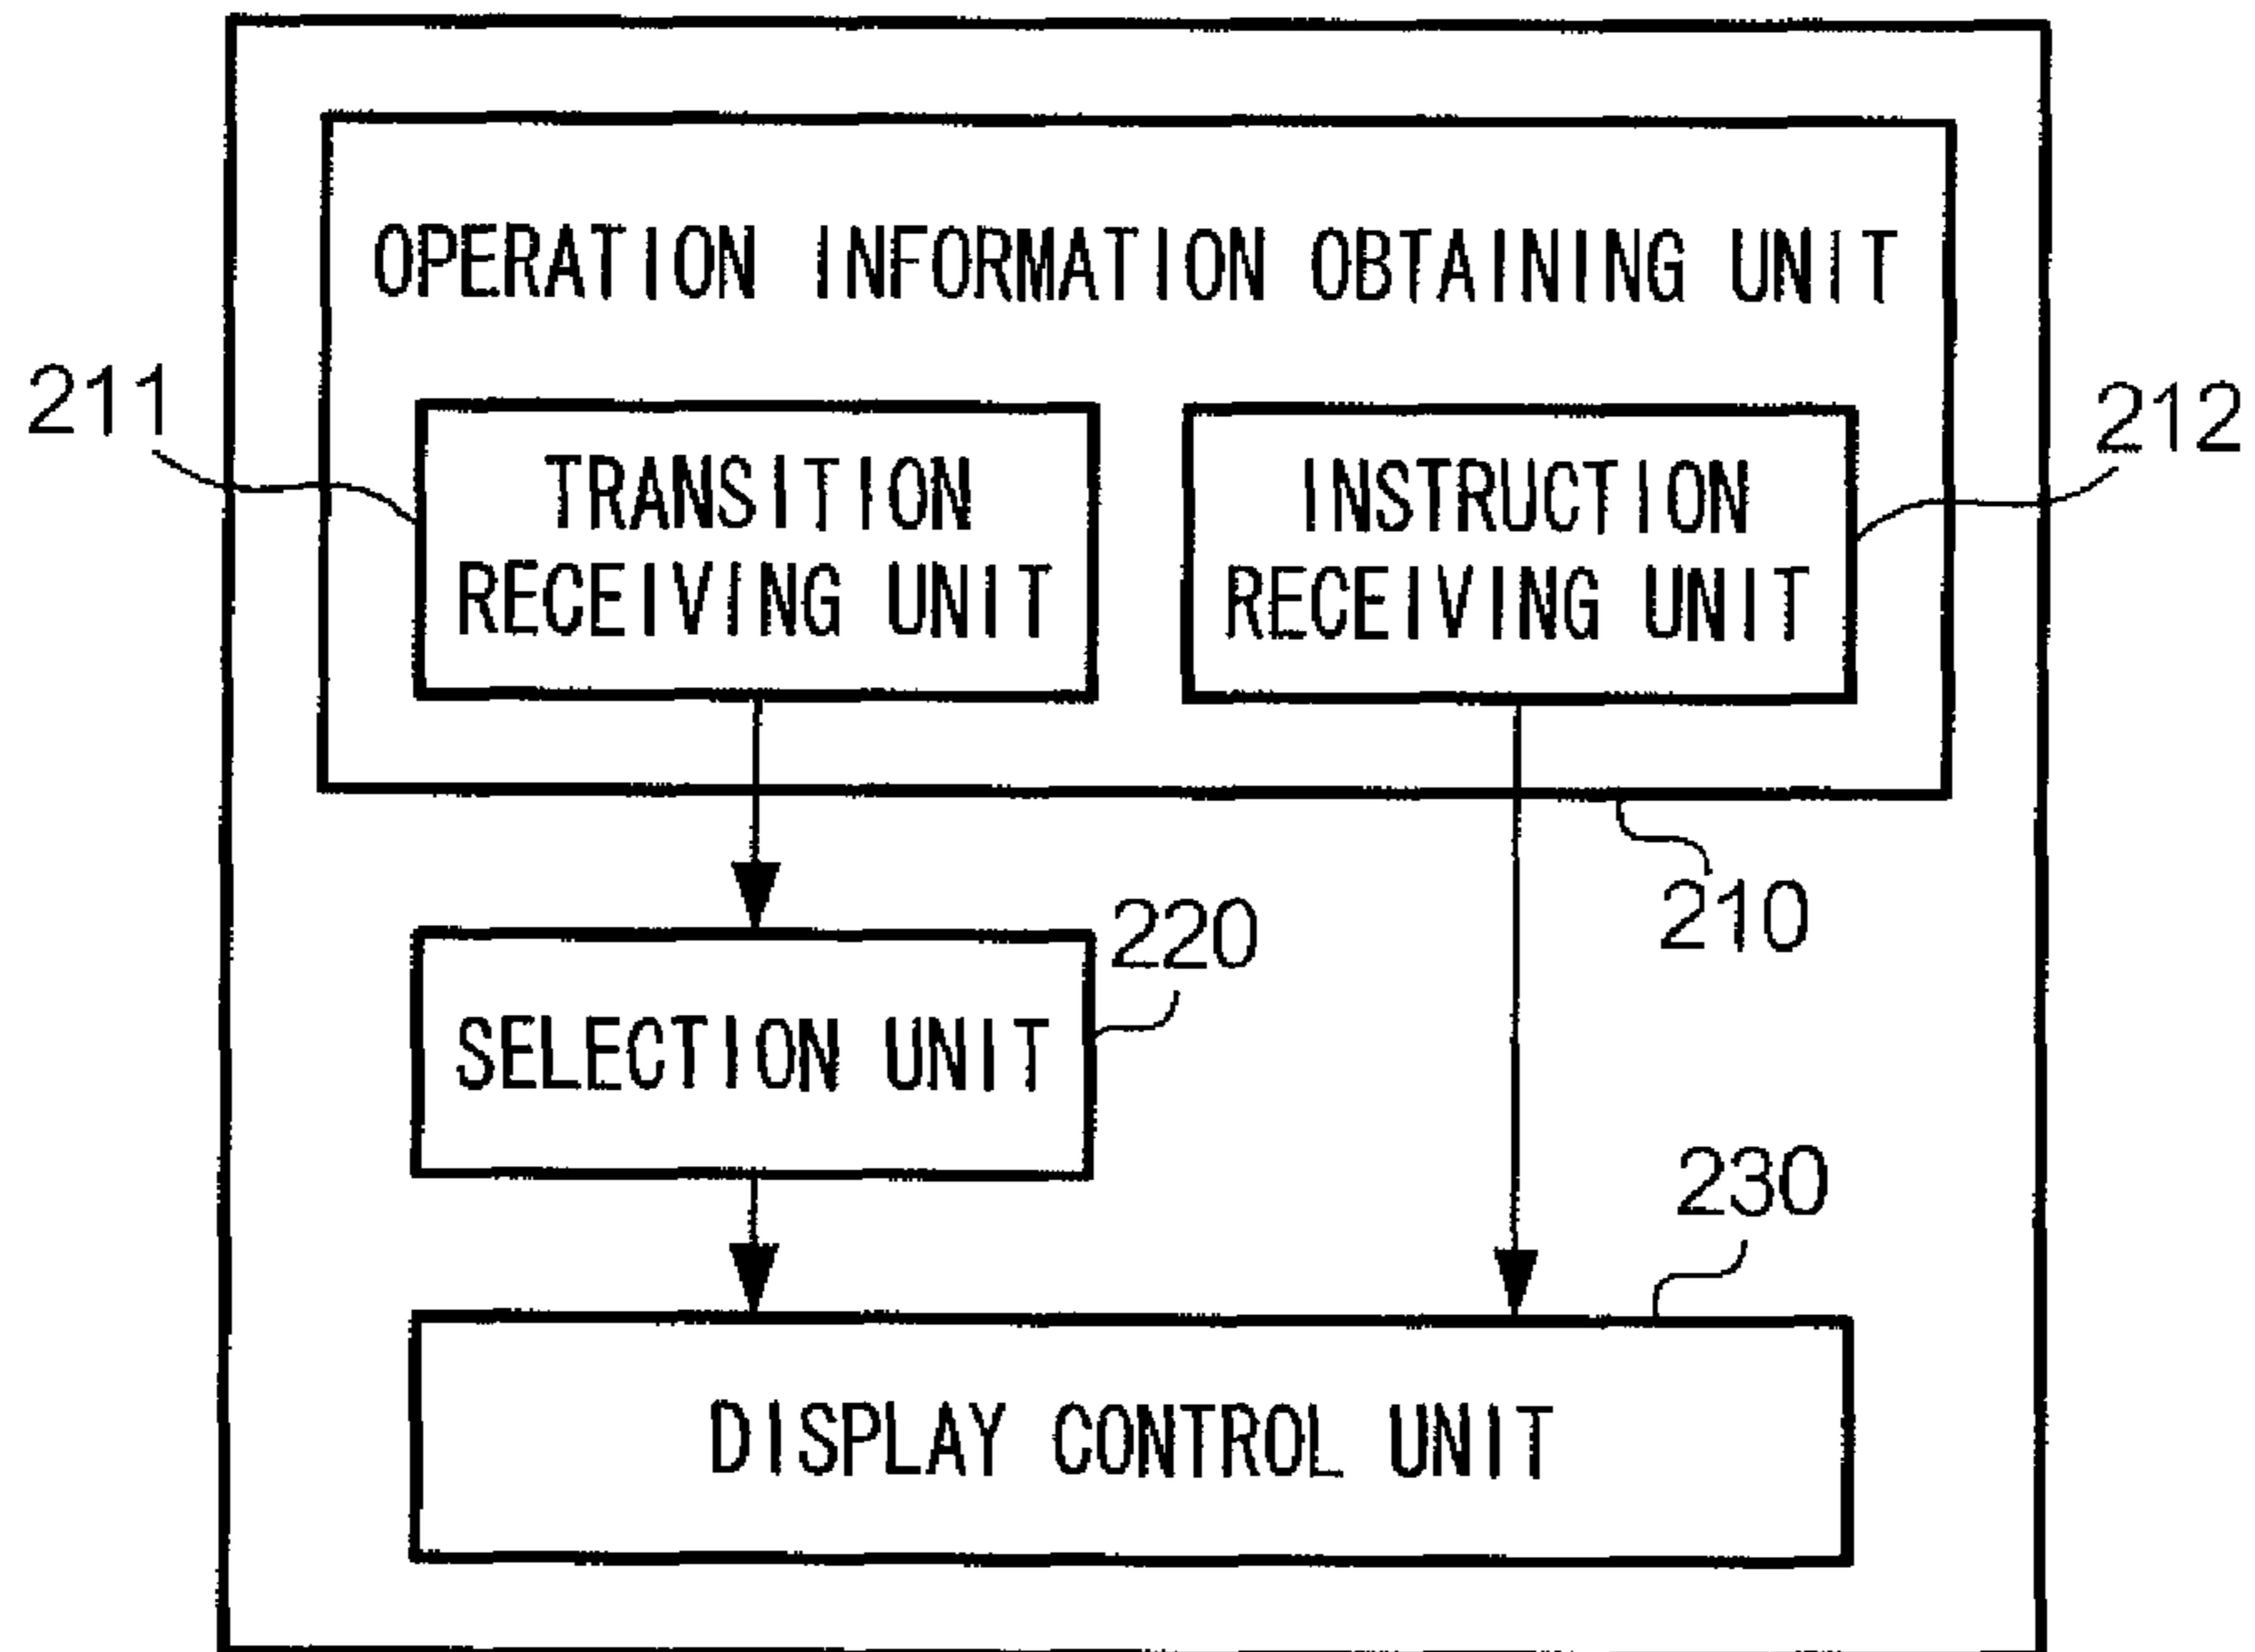 OPERATION INFORMATION OBTAINING UNIT
211
212
TRANSITION
RECEIVING UNIT
INSTRUCTION
RECEIVING UNIT
210
220
SELECTION UNIT
230
DISPLAY CONTROL UNIT